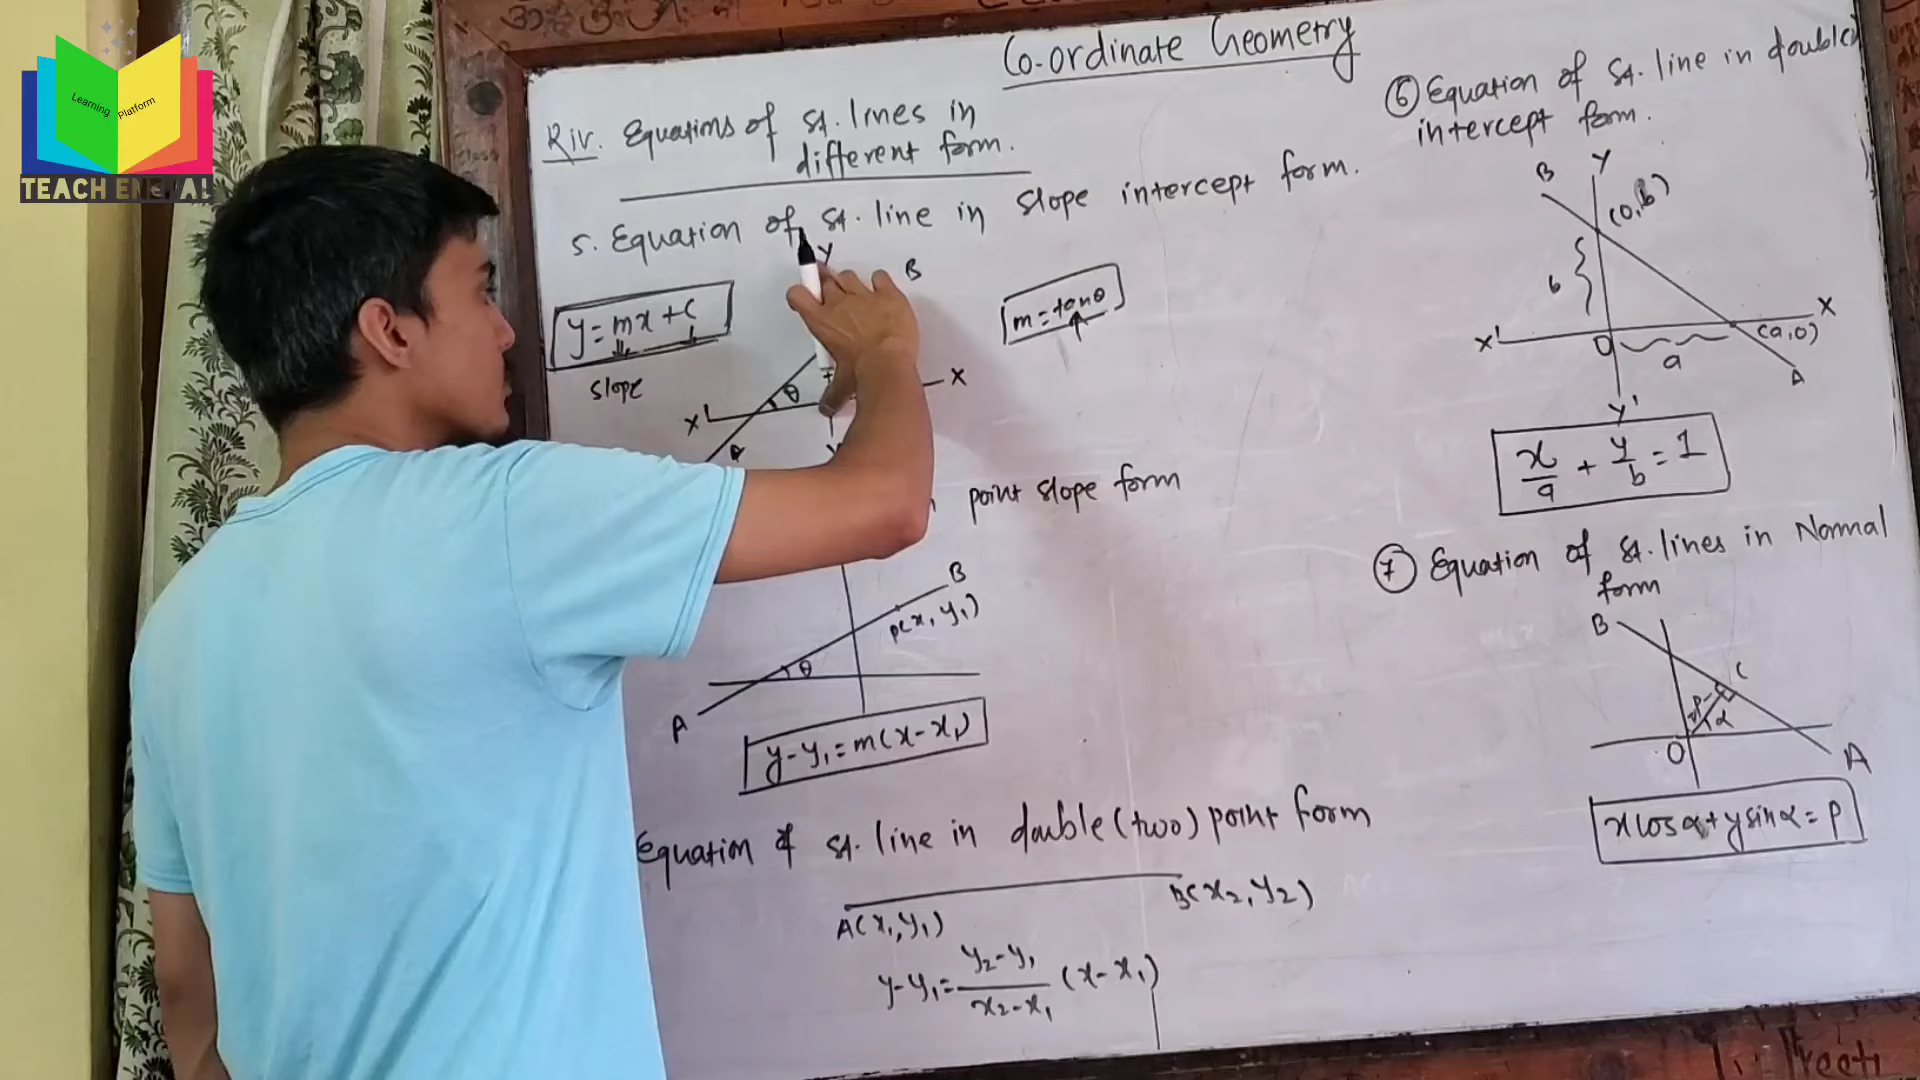 Learning
Platform
Co-ordinate Geometry
Riv. Equations of St. lines in
different form.
5. Equation of St. line in slope intercept form.
y = mx + c
slope
Y
B
m = tanθ
θ
X
X'
A
point slope form
B
P(x₁, y₁)
θ
A
y-y₁ = m(x-x₁)
Equation of St. line in double (two) point form
A(x₁, y₁)
B(x₂, y₂)
y-y₁ = y₂-y₁ / x₂-x₁ (x-x₁)
⑥ Equation of St. line in double
intercept form.
B
Y
(0,b)
b
X
X'
O
a
(a,0)
A
Y'
x/a + y/b = 1
⑦ Equation of St. lines in Normal
form
B
C
P
α
O
A
xcosα + ysinα = P